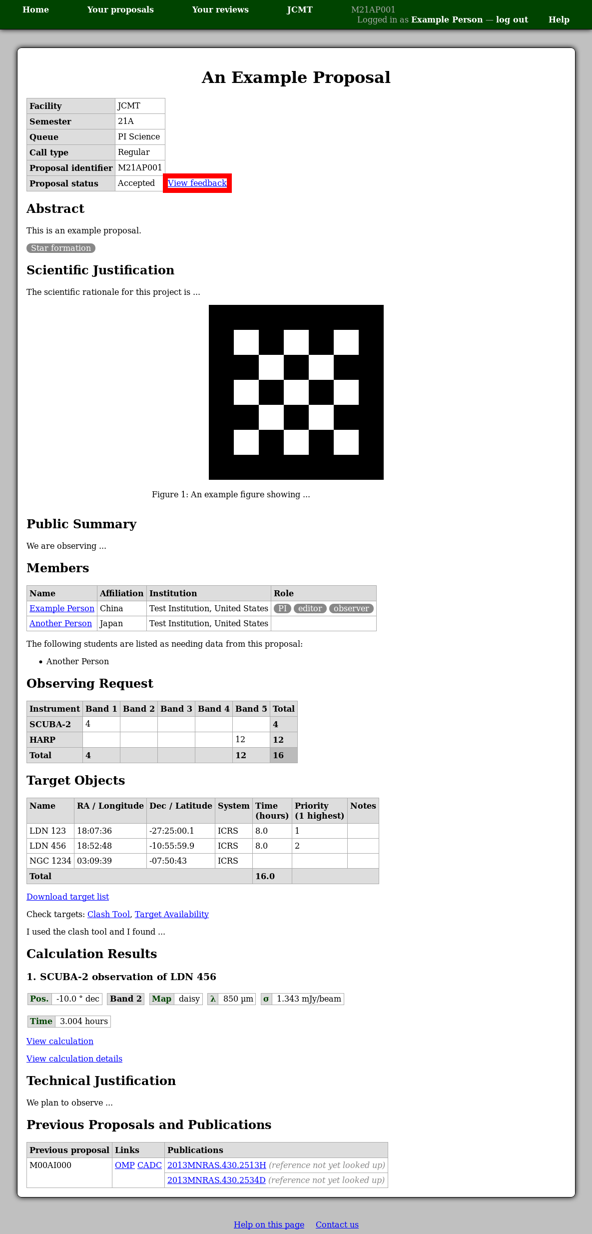 Home Your proposals Your reviews JCMT M21AP001
Logged in as Example Person — log out Help
An Example Proposal
Facility JCMT
Semester 21A
Queue PI Science
Call type Regular
Proposal identifier M21AP001
Proposal status Accepted View feedback
Abstract
This is an example proposal.
Star formation
Scientific Justification
The scientific rationale for this project is ...
Figure 1: An example figure showing ...
Public Summary
We are observing ...
Members
Name Affiliation Institution Role
Example Person China Test Institution, United States PI editor observer
Another Person Japan Test Institution, United States
The following students are listed as needing data from this proposal:
• Another Person
Observing Request
Instrument Band 1 Band 2 Band 3 Band 4 Band 5 Total
SCUBA-2 4 4
HARP 12 12
Total 4 12 16
Target Objects
Name RA / Longitude Dec / Latitude System Time Priority Notes
(hours) (1 highest)
LDN 123 18:07:36 -27:25:00.1 ICRS 8.0 1
LDN 456 18:52:48 -10:55:59.9 ICRS 8.0 2
NGC 1234 03:09:39 -07:50:43 ICRS
Total 16.0
Download target list
Check targets: Clash Tool, Target Availability
I used the clash tool and I found ...
Calculation Results
1. SCUBA-2 observation of LDN 456
Pos. -10.0 ° dec Band 2 Map daisy λ 850 µm σ 1.343 mJy/beam
Time 3.004 hours
View calculation
View calculation details
Technical Justification
We plan to observe ...
Previous Proposals and Publications
Previous proposal Links Publications
M00AI000 OMP CADC 2013MNRAS.430.2513H (reference not yet looked up)
2013MNRAS.430.2534D (reference not yet looked up)
Help on this page Contact us